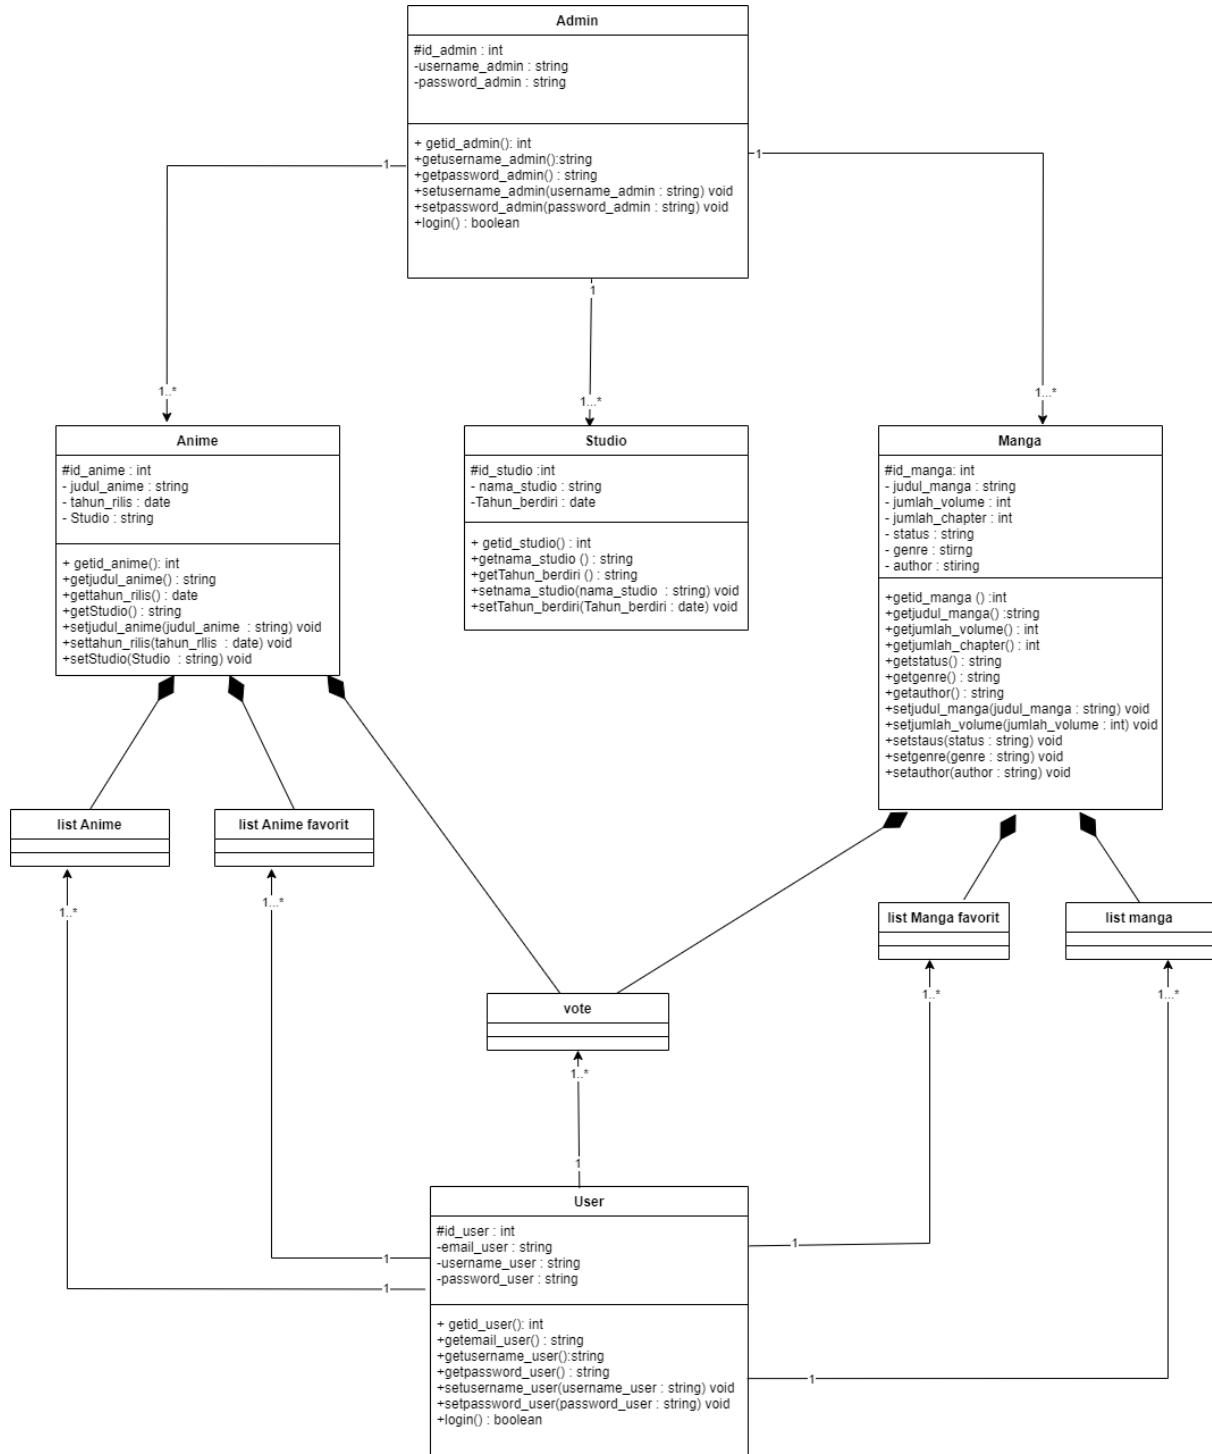 Admin
#id_admin : int
-username_admin : string
-password_admin : string
+ getid_admin(): int
+getusername_admin():string
+getpassword_admin() : string
+setusername_admin(username_admin : string) void
+setpassword_admin(password_admin : string) void
+login() : boolean
1
1
1
1..*
1...*
1...*
Anime
#id_anime : int
- judul_anime : string
- tahun_rilis : date
- Studio : string
+ getid_anime(): int
+getjudul_anime() : string
+gettahun_rilis() : date
+getStudio() : string
+setjudul_anime(judul_anime : string) void
+settahun_rilis(tahun_rllis : date) void
+setStudio(Studio : string) void
Studio
#id_studio :int
- nama_studio : string
-Tahun_berdiri : date
+ getid_studio() : int
+getnama_studio () : string
+getTahun_berdiri () : string
+setnama_studio(nama_studio : string) void
+setTahun_berdiri(Tahun_berdiri : date) void
Manga
#id_manga: int
- judul_manga : string
- jumlah_volume : int
- jumlah_chapter : int
- status : string
- genre : stirng
- author : stiring
+getid_manga () :int
+getjudul_manga() :string
+getjumlah_volume() : int
+getjumlah_chapter() : int
+getstatus() : string
+getgenre() : string
+getauthor() : string
+setjudul_manga(judul_manga : string) void
+setjumlah_volume(jumlah_volume : int) void
+setstaus(status : string) void
+setgenre(genre : string) void
+setauthor(author : string) void
list Anime
list Anime favorit
list Manga favorit
list manga
1..*
1..*
1..*
1...*
vote
1..*
1
User
#id_user : int
-email_user : string
-username_user : string
-password_user : string
+ getid_user(): int
+getemail_user() : string
+getusername_user():string
+getpassword_user() : string
+setusername_user(username_user : string) void
+setpassword_user(password_user : string) void
+login() : boolean
1
1
1
1